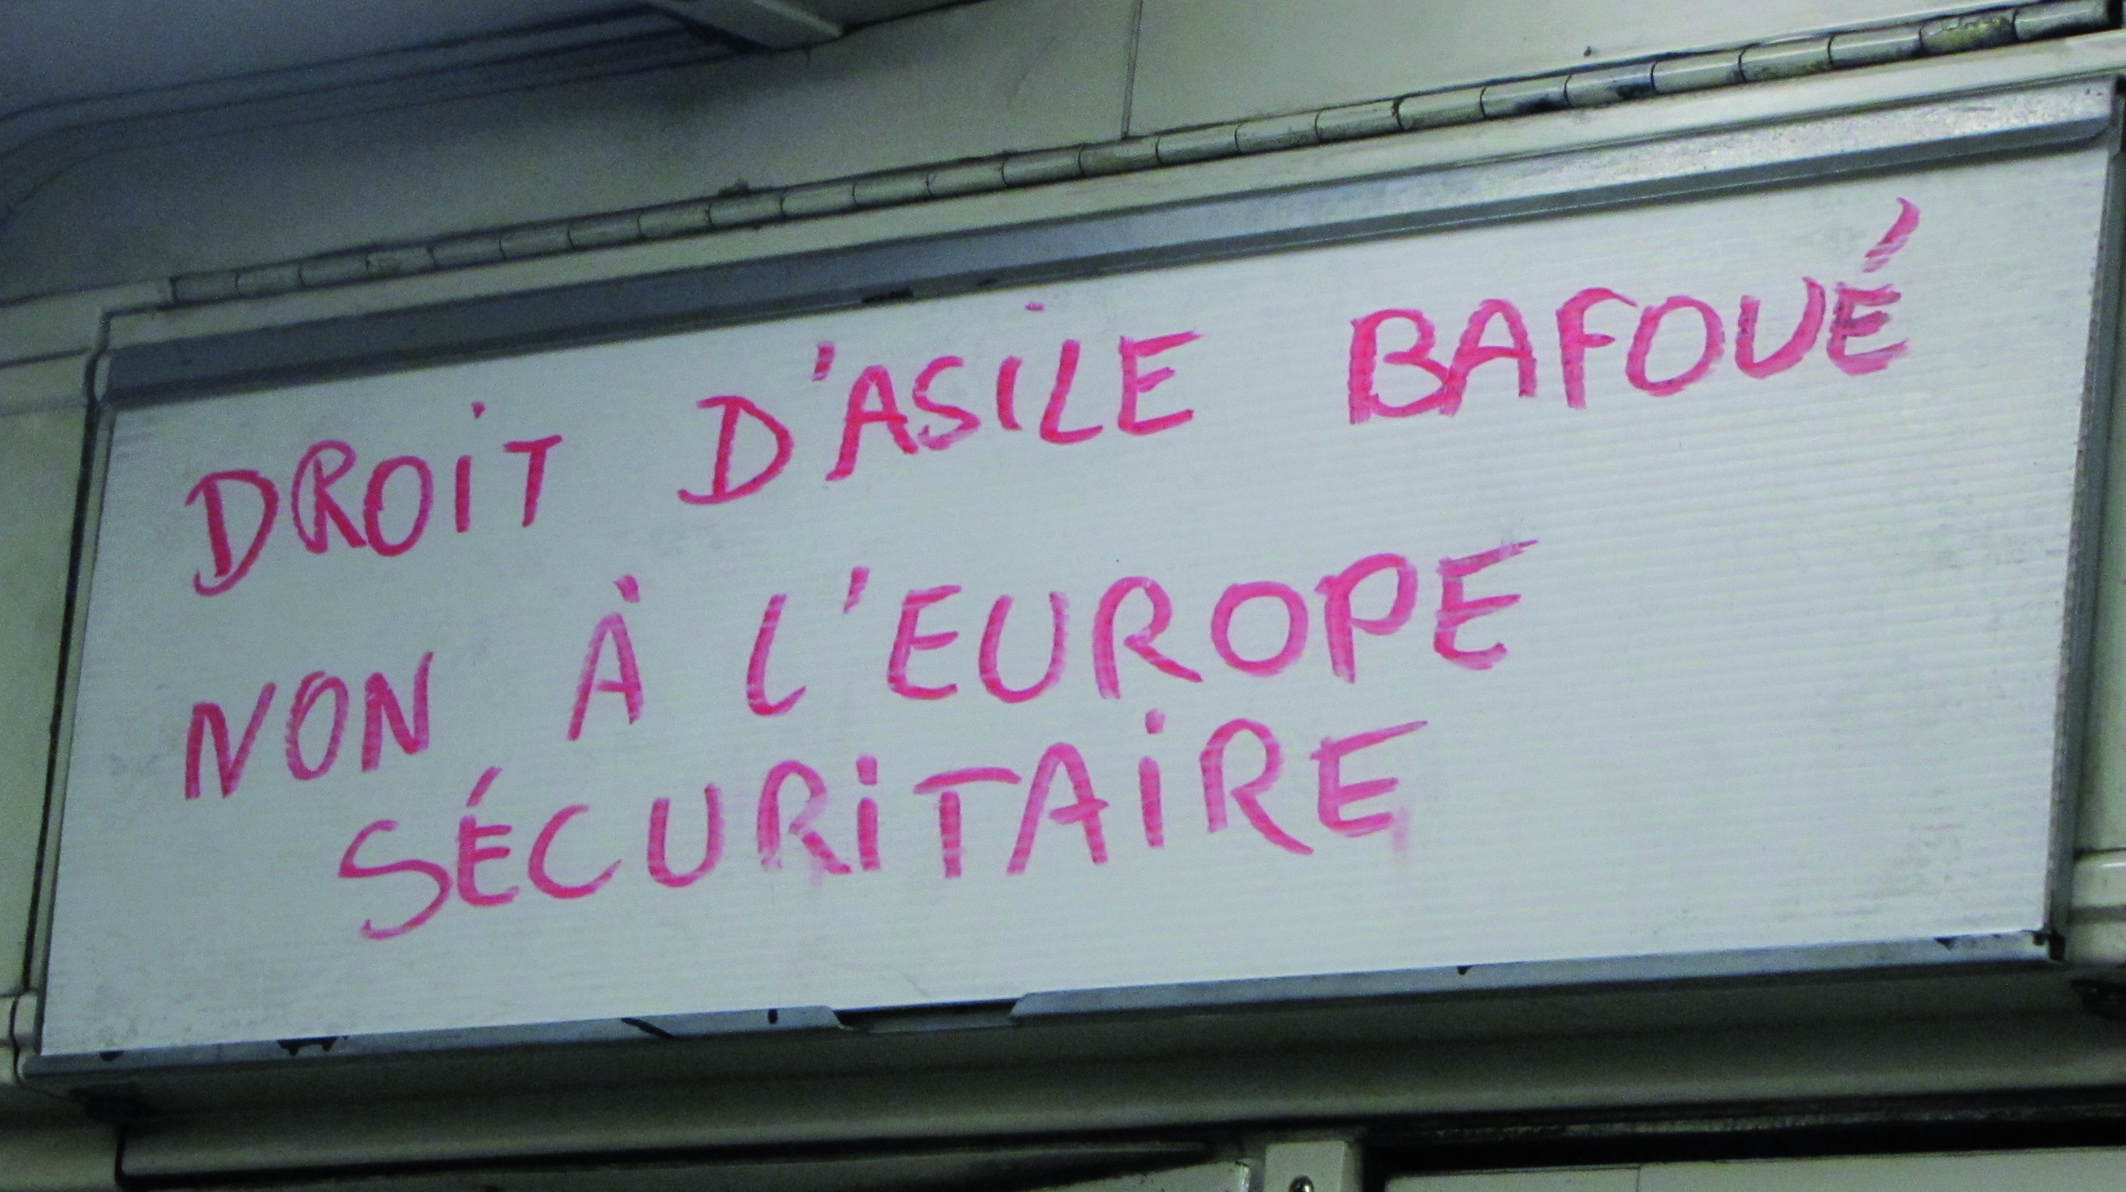 DROIT D'ASILE BAFOUÉ
NON À L'EUROPE
SÉCURITAIRE